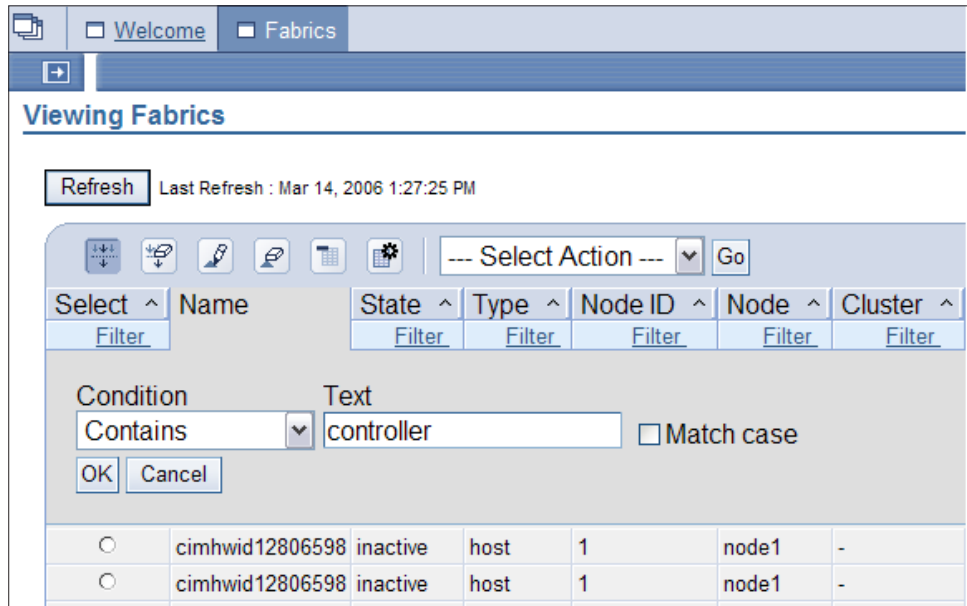 Welcome Fabrics
Viewing Fabrics
Refresh Last Refresh : Mar 14, 2006 1:27:25 PM
--- Select Action --- Go
Select Name State Type Node ID Node Cluster
Filter Filter Filter Filter Filter Filter
Condition Text
Contains controller Match case
OK Cancel
cimhwid12806598 inactive host 1 node1 -
cimhwid12806598 inactive host 1 node1 -